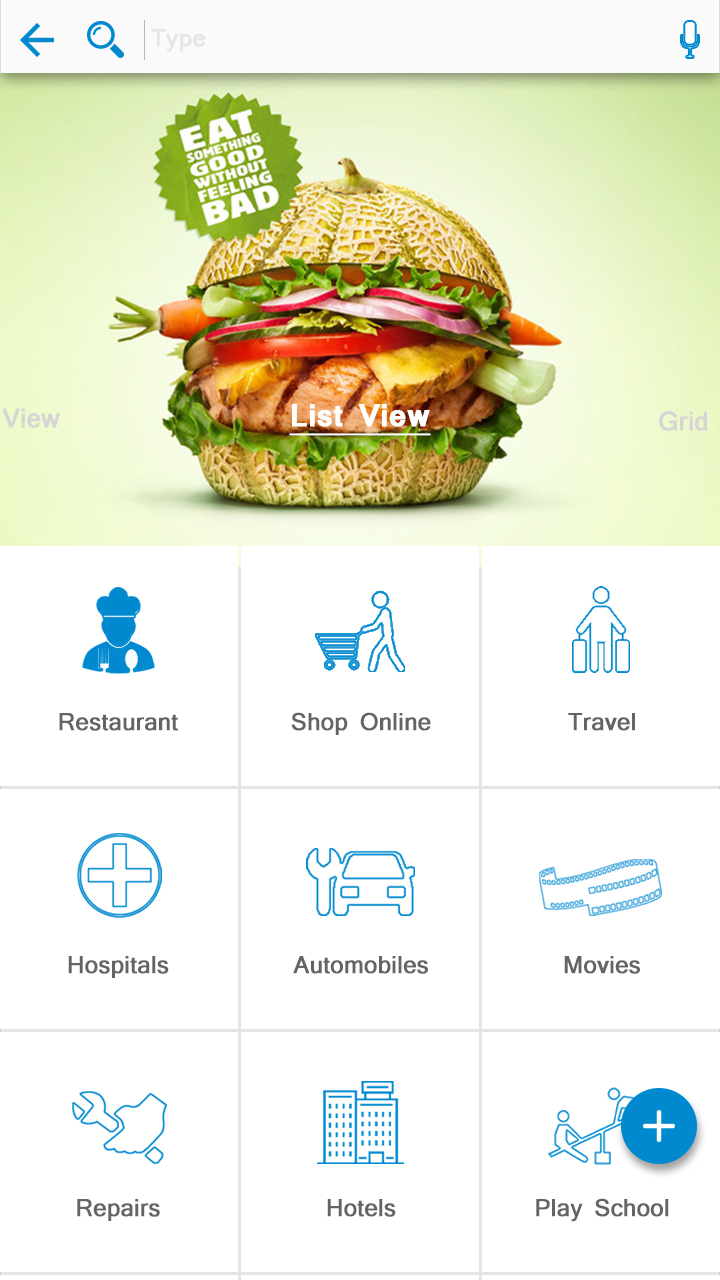 Type
EAT
SOMETHING
GOOD
WITHOUT
FEELING
BAD
View
List View
Grid
Restaurant
Shop Online
Travel
Hospitals
Automobiles
Movies
Repairs
Hotels
Play School